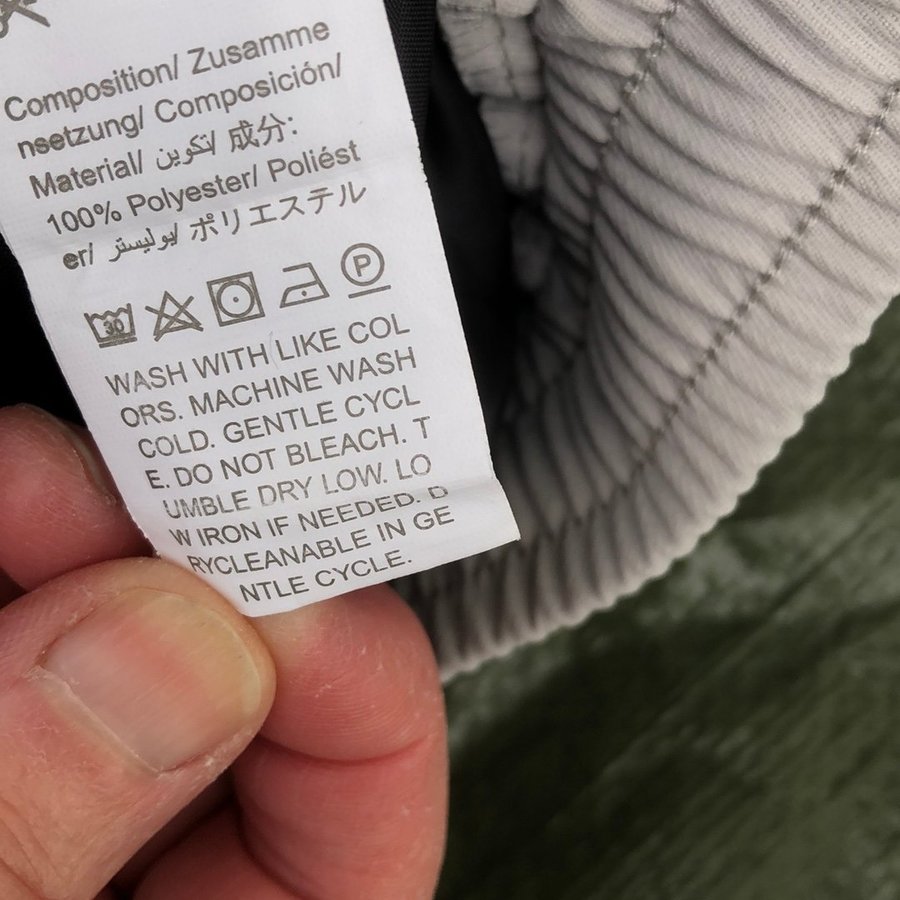 Composition/ Zusamme
nsetzung/ Composición/
Material/ تكوين/ 成分:
100% Polyester/ Poliést
er/ بوليستر/ ポリエステル
30 P
WASH WITH LIKE COL
ORS. MACHINE WASH
COLD. GENTLE CYCL
E. DO NOT BLEACH. T
UMBLE DRY LOW. LO
W IRON IF NEEDED. D
RYCLEANABLE IN GE
NTLE CYCLE.